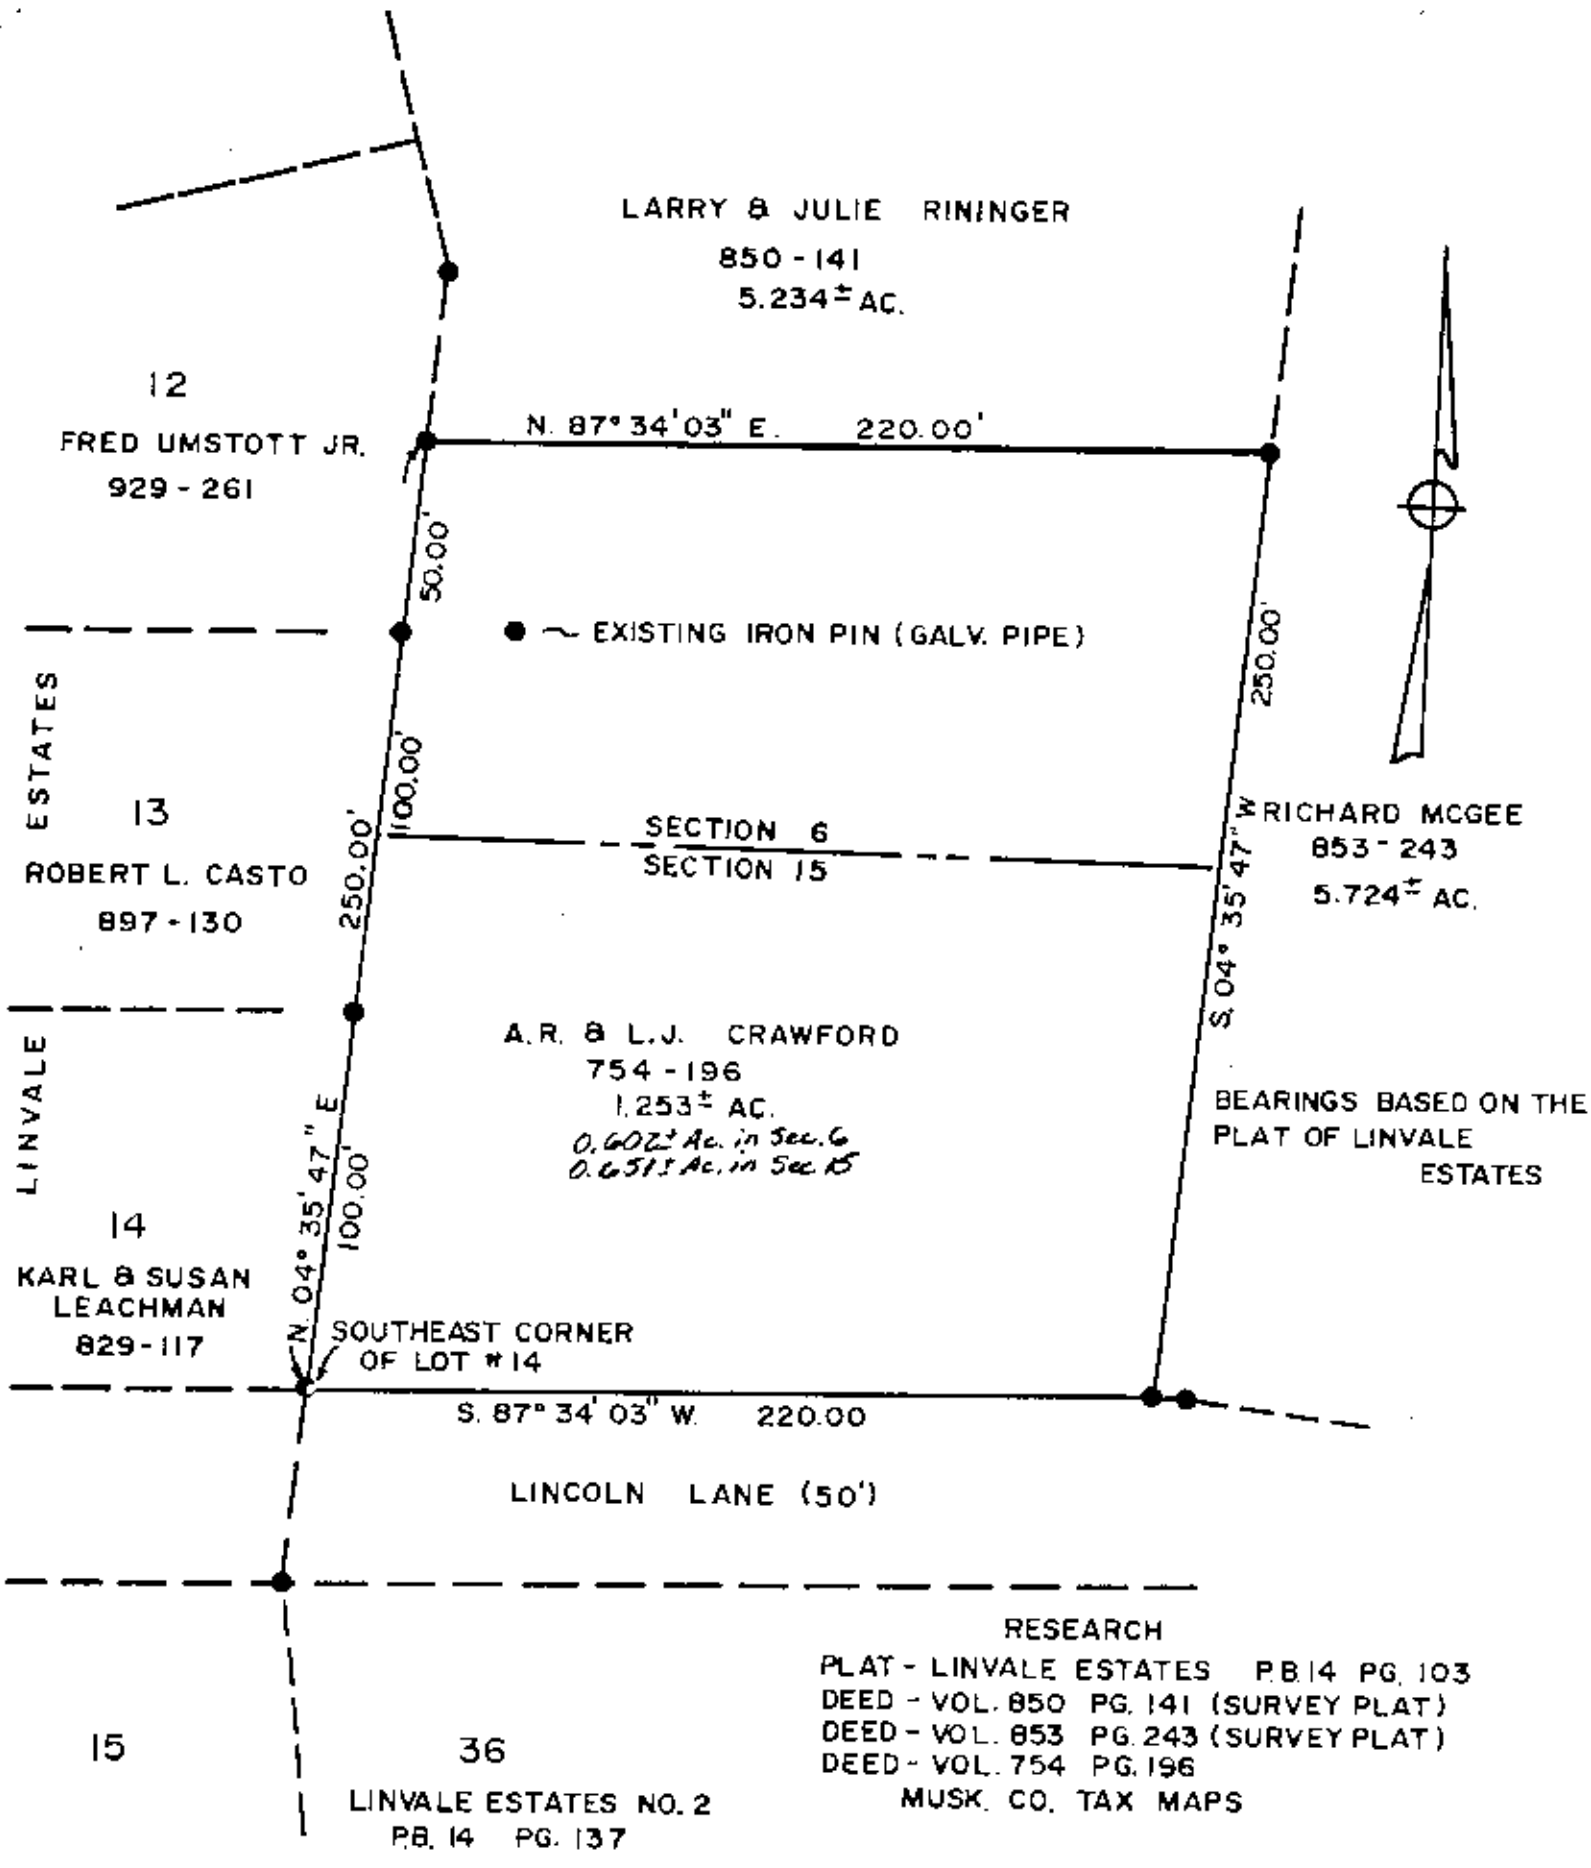 LARRY & JULIE RININGER
850-141
5.234± AC.
12
FRED UMSTOTT JR.
929-261
N. 87° 34' 03" E. 220.00'
50.00'
● ~ EXISTING IRON PIN (GALV. PIPE)
250.00'
S. 04° 35' 47" W
ESTATES
LINVALE
13
ROBERT L. CASTO
897-130
100.00'
250.00'
SECTION 6
SECTION 15
RICHARD MCGEE
853-243
5.724± AC.
A.R. & L.J. CRAWFORD
754-196
1.253± AC.
0.602± Ac. in Sec. 6
0.651± Ac. in Sec 15
BEARINGS BASED ON THE
PLAT OF LINVALE
ESTATES
N. 04° 35' 47" E
100.00'
14
KARL & SUSAN
LEACHMAN
829-117
SOUTHEAST CORNER
OF LOT #14
S. 87° 34' 03" W. 220.00
LINCOLN LANE (50')
15
36
LINVALE ESTATES NO. 2
P.B. 14 PG. 137
RESEARCH
PLAT - LINVALE ESTATES P.B.14 PG. 103
DEED - VOL. 850 PG. 141 (SURVEY PLAT)
DEED - VOL. 853 PG. 243 (SURVEY PLAT)
DEED - VOL. 754 PG. 196
MUSK. CO. TAX MAPS